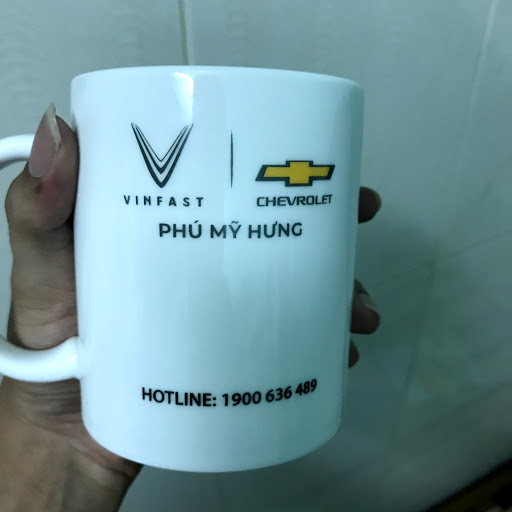 VINFAST
CHEVROLET
PHÚ MỸ HƯNG
HOTLINE: 1900 636 489